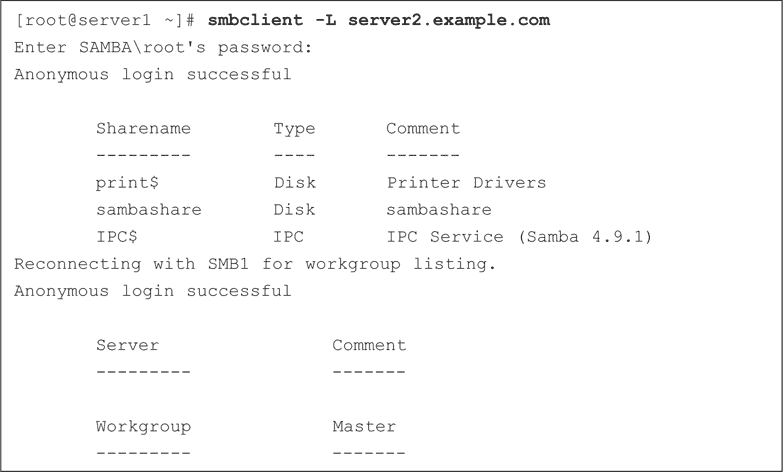 [root@server1 ~]# smbclient -L server2.example.com
Enter SAMBA\root's password:
Anonymous login successful

        Sharename       Type      Comment
        ---------       ----      -------
        print$          Disk      Printer Drivers
        sambashare      Disk      sambashare
        IPC$            IPC       IPC Service (Samba 4.9.1)
Reconnecting with SMB1 for workgroup listing.
Anonymous login successful

        Server               Comment
        ---------            -------

        Workgroup            Master
        ---------            -------